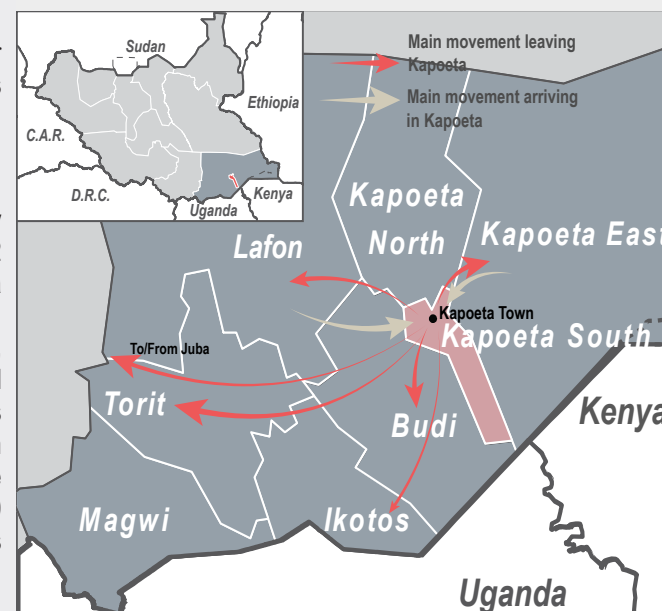 Sudan
Ethiopia
C.A.R.
D.R.C.
Kenya
Uganda
Main movement leaving
Kapoeta
Main movement arriving
in Kapoeta
Kapoeta
North
Lafon
Kapoeta East
Kapoeta Town
Kapoeta South
To/From Juba
Torit
Budi
Kenya
Magwi
Ikotos
Uganda